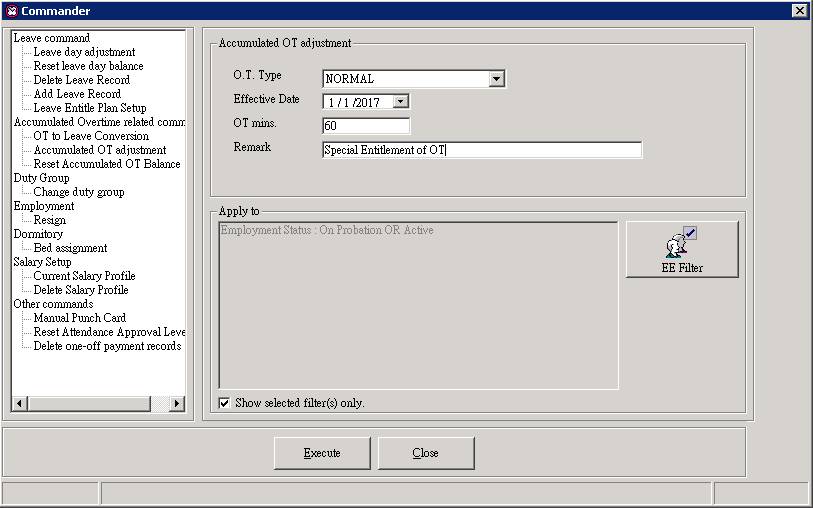 Commander
Leave command
Leave day adjustment
Reset leave day balance
Delete Leave Record
Add Leave Record
Leave Entitle Plan Setup
Accumulated Overtime related comm
OT to Leave Conversion
Accumulated OT adjustment
Reset Accumulated OT Balance
Duty Group
Change duty group
Employment
Resign
Dormitory
Bed assignment
Salary Setup
Current Salary Profile
Delete Salary Profile
Other commands
Manual Punch Card
Reset Attendance Approval Leve
Delete one-off payment records
Accumulated OT adjustment
O.T. Type NORMAL
Effective Date 1 / 1 /2017
OT mins. 60
Remark Special Entitlement of OT
Apply to
Employment Status : On Probation OR Active
EE Filter
Show selected filter(s) only.
Execute Close